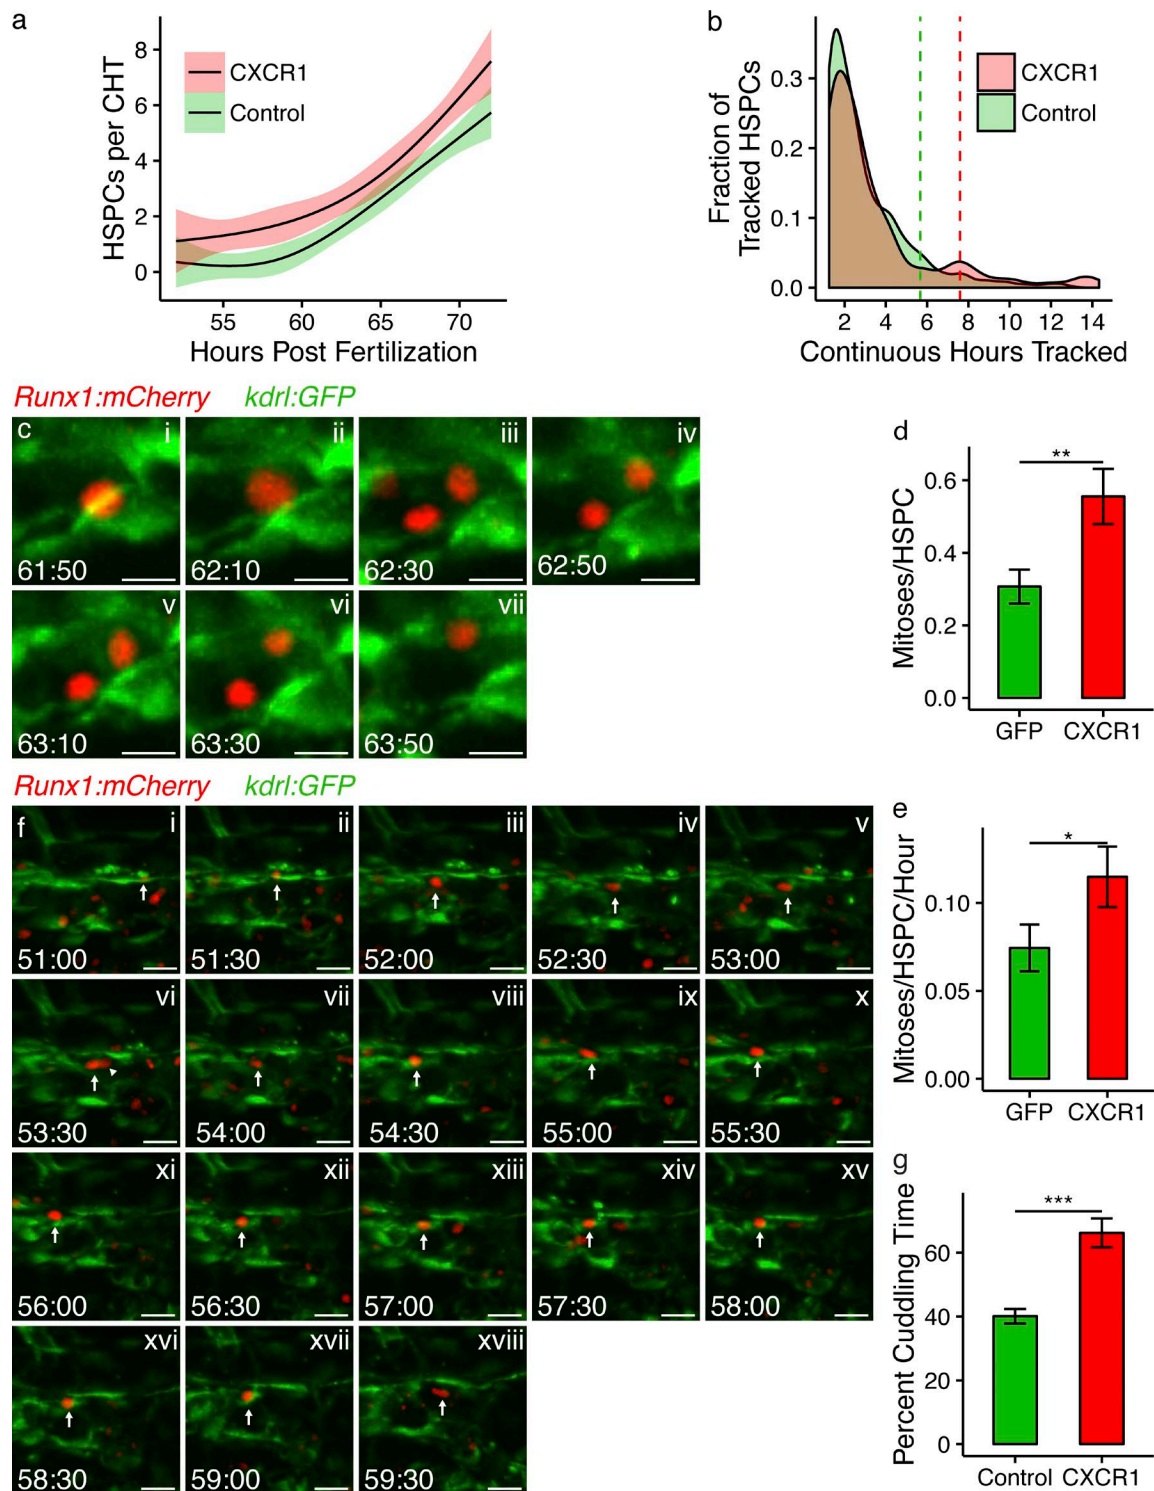 a
HSPCs per CHT
8
6
4
2
0
CXCR1
Control
55 60 65 70
Hours Post Fertilization
b
Fraction of
Tracked HSPCs
0.3
0.2
0.1
0.0
CXCR1
Control
2 4 6 8 10 12 14
Continuous Hours Tracked
Runx1:mCherry kdrl:GFP
c
i
61:50
ii
62:10
iii
62:30
iv
62:50
v
63:10
vi
63:30
vii
63:50
d
Mitoses/HSPC
0.6
0.4
0.2
0.0
**
GFP CXCR1
e
Mitoses/HSPC/Hour
0.10
0.05
0.00
*
GFP CXCR1
Runx1:mCherry kdrl:GFP
f
i
51:00
ii
51:30
iii
52:00
iv
52:30
v
53:00
vi
53:30
vii
54:00
viii
54:30
ix
55:00
x
55:30
xi
56:00
xii
56:30
xiii
57:00
xiv
57:30
xv
58:00
xvi
58:30
xvii
59:00
xviii
59:30
g
Percent Cuddling Time
60
40
20
0
***
Control CXCR1